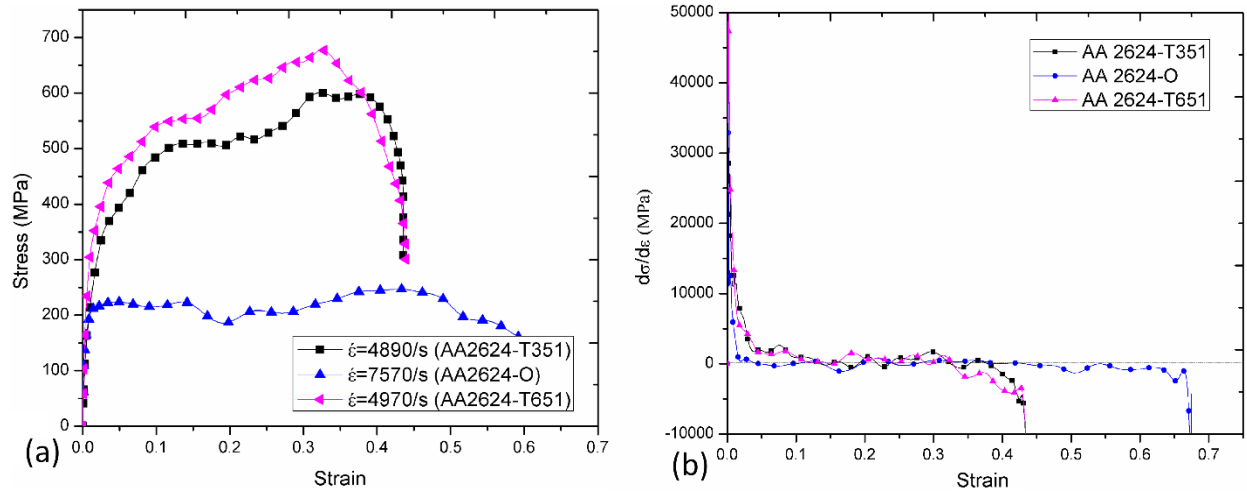 700
600
500
400
300
200
100
0
Stress (MPa)
έ=4890/s (AA2624-T351)
έ=7570/s (AA2624-O)
έ=4970/s (AA2624-T651)
0.0 0.1 0.2 0.3 0.4 0.5 0.6 0.7
Strain
(a)
50000
40000
30000
20000
10000
0
-10000
dσ/dε (MPa)
AA 2624-T351
AA 2624-O
AA 2624-T651
0.0 0.1 0.2 0.3 0.4 0.5 0.6 0.7
Strain
(b)